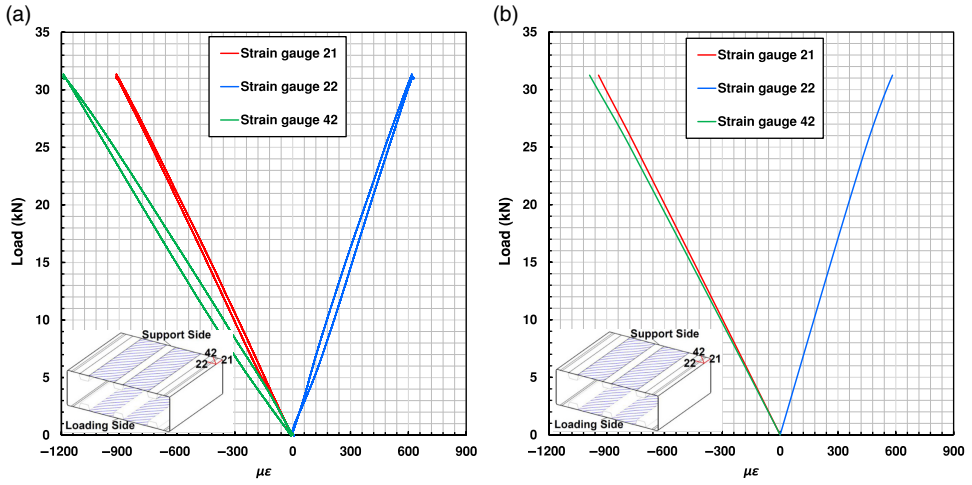 (a)
35
30
25
20
15
10
5
0
Load (kN)
Strain gauge 21
Strain gauge 22
Strain gauge 42
Support Side
42
22 21
Loading Side
−1200 −900 −600 −300 0 300 600 900
με
(b)
35
30
25
20
15
10
5
0
Load (kN)
Strain gauge 21
Strain gauge 22
Strain gauge 42
Support Side
42
22 21
Loading Side
−1200 −900 −600 −300 0 300 600 900
με